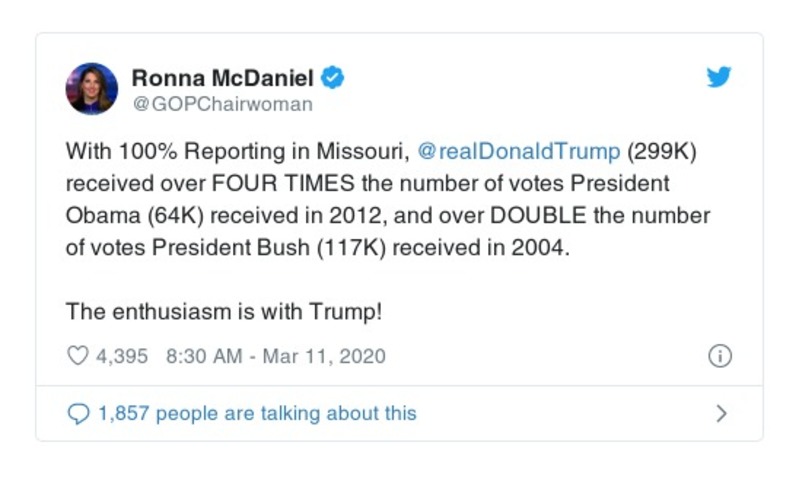 Ronna McDaniel
@GOPChairwoman
With 100% Reporting in Missouri, @realDonaldTrump (299K)
received over FOUR TIMES the number of votes President
Obama (64K) received in 2012, and over DOUBLE the number
of votes President Bush (117K) received in 2004.
The enthusiasm is with Trump!
4,395 8:30 AM - Mar 11, 2020
1,857 people are talking about this